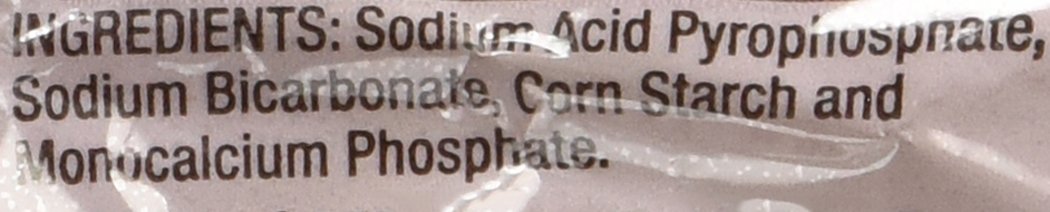 INGREDIENTS: Sodium Acid Pyrophosphate,
Sodium Bicarbonate, Corn Starch and
Monocalcium Phosphate.